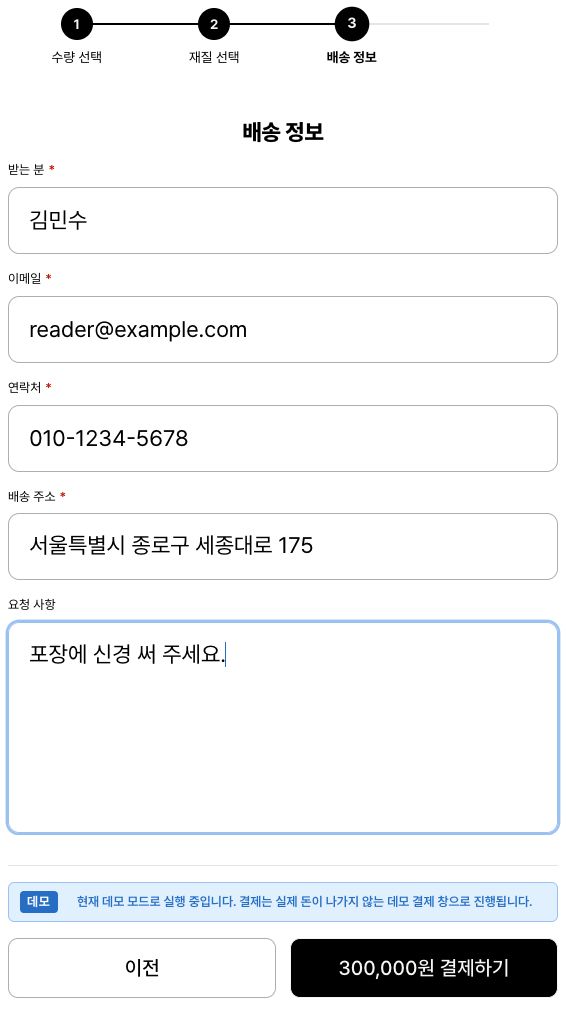 1
2
3
수량 선택
재질 선택
배송 정보
배송 정보
받는 분 *
김민수
이메일 *
reader@example.com
연락처 *
010-1234-5678
배송 주소 *
서울특별시 종로구 세종대로 175
요청 사항
포장에 신경 써 주세요.
데모 현재 데모 모드로 실행 중입니다. 결제는 실제 돈이 나가지 않는 데모 결제 창으로 진행됩니다.
이전
300,000원 결제하기